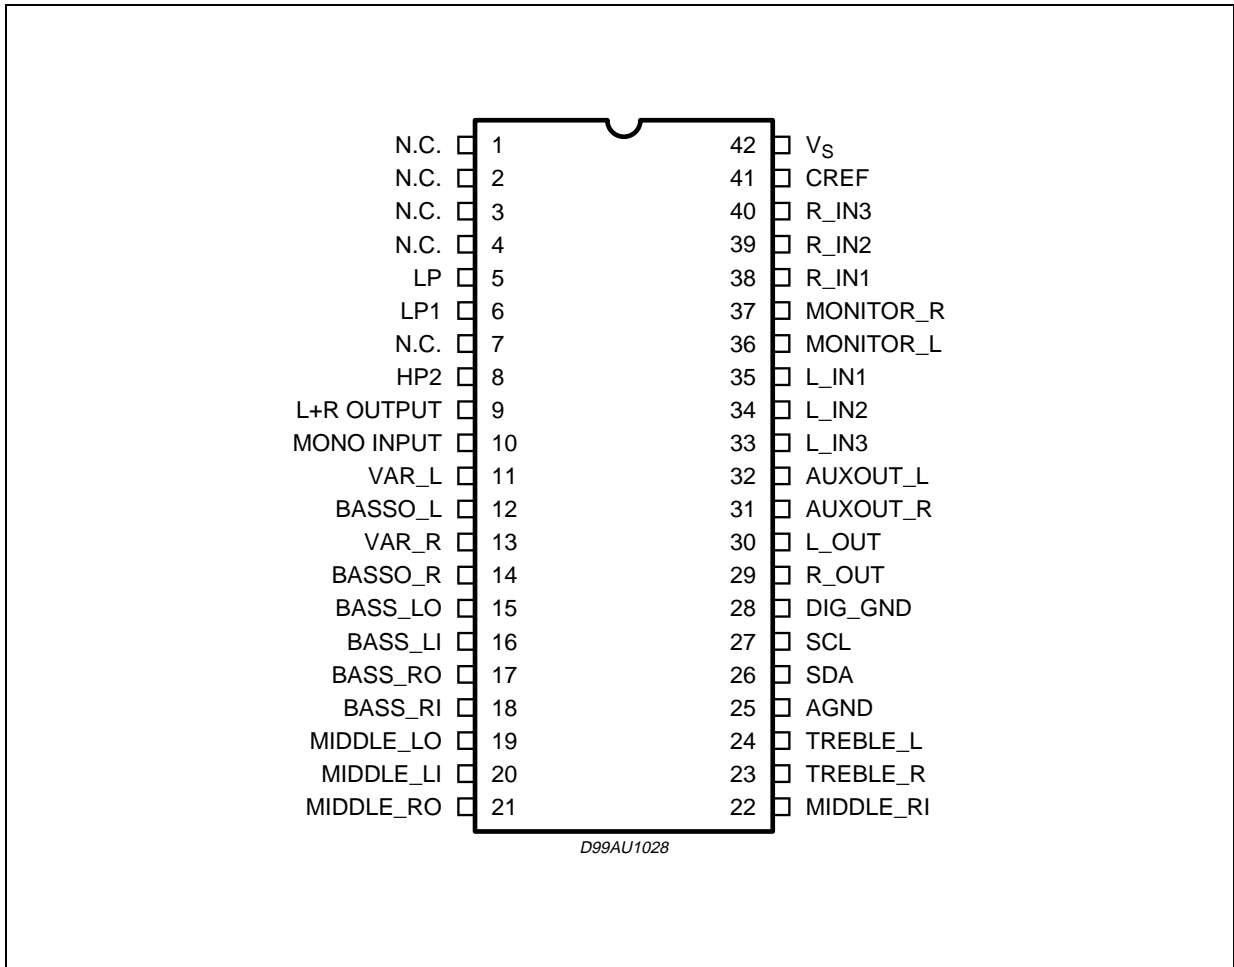 N.C. 1 42 VS
N.C. 2 41 CREF
N.C. 3 40 R_IN3
N.C. 4 39 R_IN2
LP 5 38 R_IN1
LP1 6 37 MONITOR_R
N.C. 7 36 MONITOR_L
HP2 8 35 L_IN1
L+R OUTPUT 9 34 L_IN2
MONO INPUT 10 33 L_IN3
VAR_L 11 32 AUXOUT_L
BASSO_L 12 31 AUXOUT_R
VAR_R 13 30 L_OUT
BASSO_R 14 29 R_OUT
BASS_LO 15 28 DIG_GND
BASS_LI 16 27 SCL
BASS_RO 17 26 SDA
BASS_RI 18 25 AGND
MIDDLE_LO 19 24 TREBLE_L
MIDDLE_LI 20 23 TREBLE_R
MIDDLE_RO 21 22 MIDDLE_RI
D99AU1028